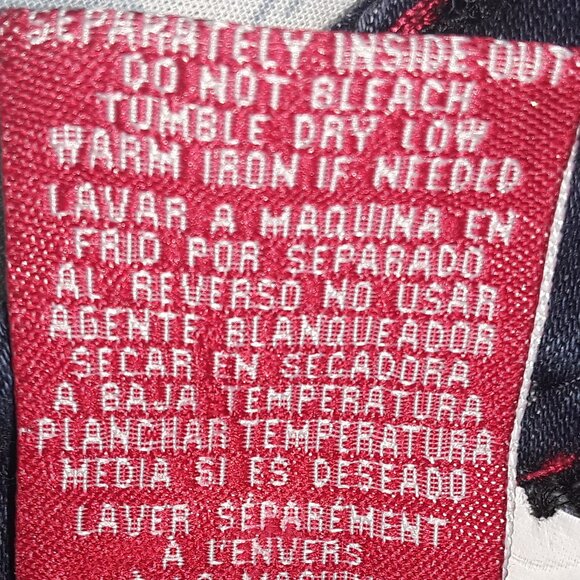 SEPARATELY INSIDE OUT
DO NOT BLEACH
TUMBLE DRY LOW
WARM IRON IF NEEDED
LAVAR A MAQUINA EN
FRIO POR SEPARADO
AL REVERSO NO USAR
AGENTE BLANQUEADOR
SECAR EN SECADORA
A BAJA TEMPERATURA
PLANCHAR TEMPERATURA
MEDIA SI ES DESEADO
LAVER SÉPARÉMENT
À L'ENVERS